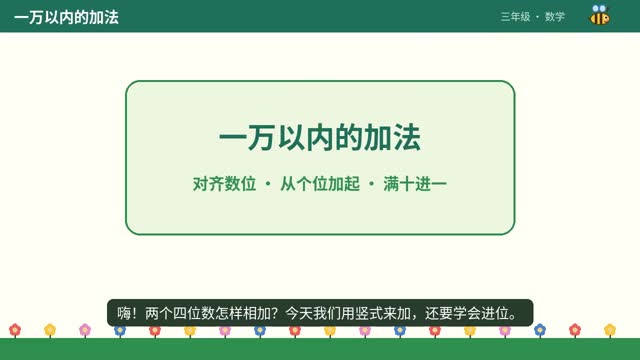 一万以内的加法
三年级 · 数学
一万以内的加法
对齐数位 · 从个位加起 · 满十进一
嗨！两个四位数怎样相加？今天我们用竖式来加，还要学会进位。